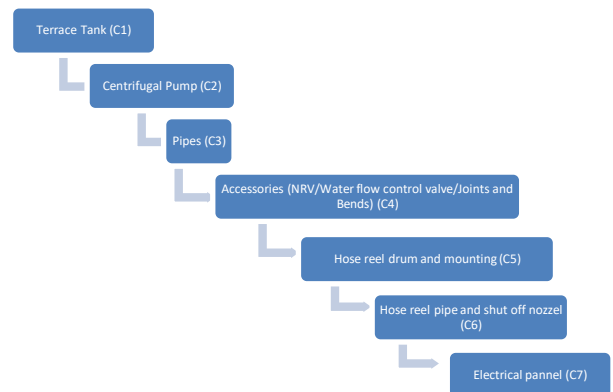 Terrace Tank (C1)
Centrifugal Pump (C2)
Pipes (C3)
Accessories (NRV/Water flow control valve/Joints and
Bends) (C4)
Hose reel drum and mounting (C5)
Hose reel pipe and shut off nozzel
(C6)
Electrical pannel (C7)